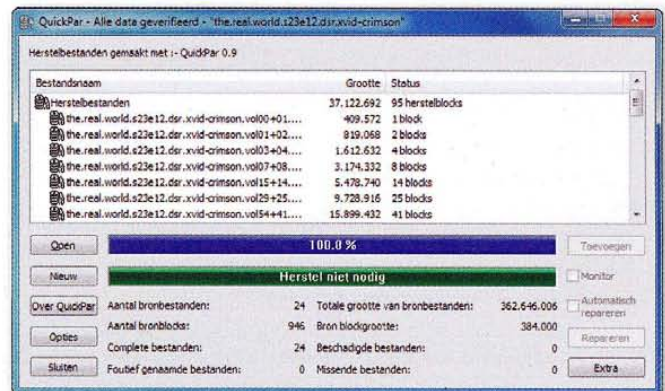 QuickPar - Alle data geverifieerd - "the.real.world.s23e12.dsr.xvid-crimson"
Herstelbestanden gemaakt met :- QuickPar 0.9
Bestandsnaam Grootte Status
Herstelbestanden 37.122.692 95 herstelblocks
the.real.world.s23e12.dsr.xvid-crimson.vol00+01.... 409.572 1 block
the.real.world.s23e12.dsr.xvid-crimson.vol01+02.... 819.068 2 blocks
the.real.world.s23e12.dsr.xvid-crimson.vol03+04.... 1.612.632 4 blocks
the.real.world.s23e12.dsr.xvid-crimson.vol07+08.... 3.174.332 8 blocks
the.real.world.s23e12.dsr.xvid-crimson.vol15+14.... 5.478.740 14 blocks
the.real.world.s23e12.dsr.xvid-crimson.vol29+25.... 9.728.916 25 blocks
the.real.world.s23e12.dsr.xvid-crimson.vol54+41.... 15.899.432 41 blocks
Open 100.0 % Toevoegen
Nieuw Herstel niet nodig Monitor
Over QuickPar Aantal bronbestanden: 24 Totale grootte van bronbestanden: 362.646.006 Automatisch repareren
Aantal bronblocks: 946 Bron blockgrootte: 384.000
Opties Complete bestanden: 24 Beschadigde bestanden: 0 Repareren
Sluiten Foutief genaamde bestanden: 0 Missende bestanden: 0 Extra